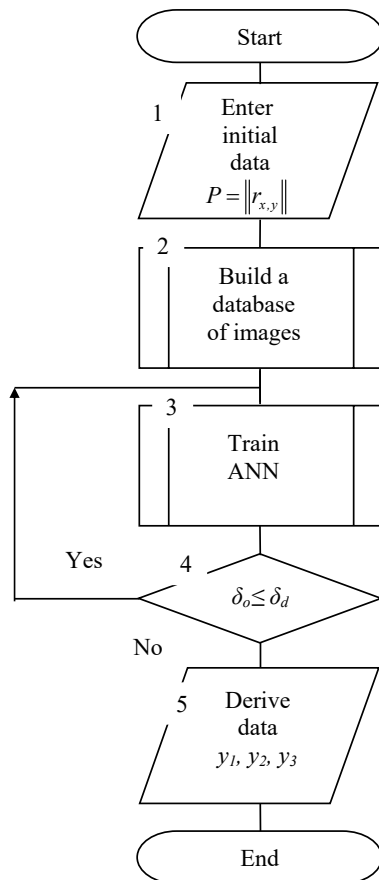 Start
1
Enter
initial
data
P = ‖r_{x,y}‖
2
Build a
database
of images
3
Train
ANN
Yes
4
δ_o ≤ δ_d
No
5
Derive
data
y_1, y_2, y_3
End